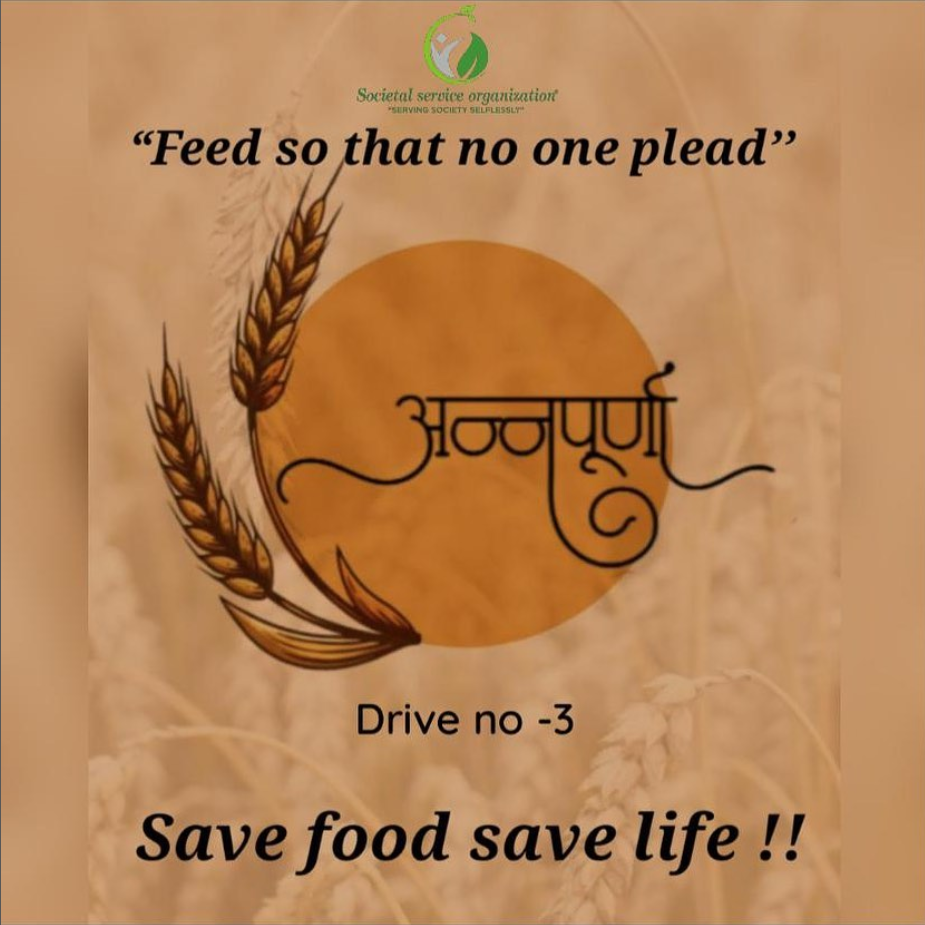 Societal service organization®
"SERVING SOCIETY SELFLESSLY"
“Feed so that no one plead’’
अन्नपूर्णा
Drive no -3
Save food save life !!